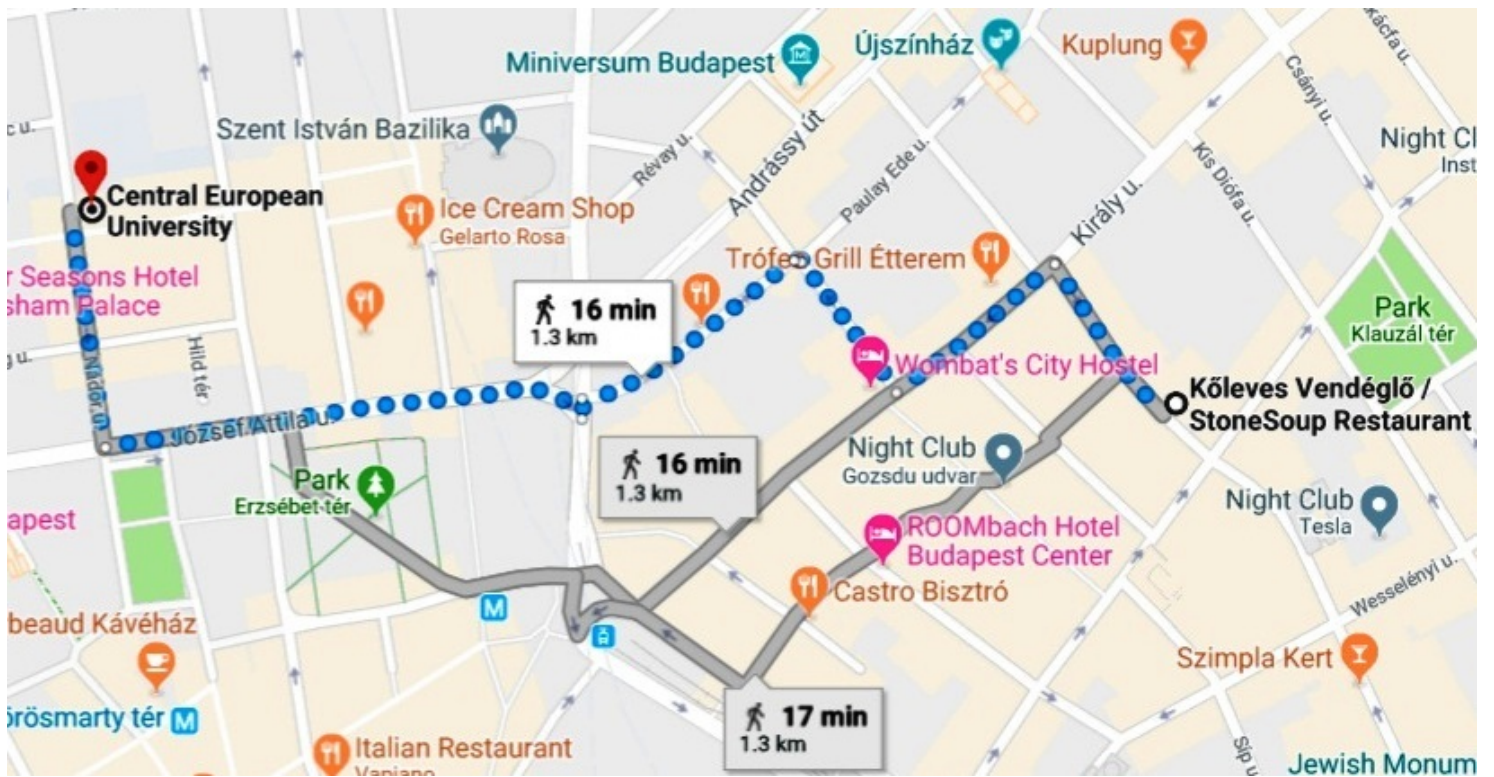 Miniversum Budapest
Újszínház
Kuplung
Csányi u.
Szent István Bazilika
Révay u.
Andrássy út
Paulay Ede u.
Király u.
Kis Diófa u.
Night Cl
Inst
Central European
University
Ice Cream Shop
Gelarto Rosa
r Seasons Hotel
sham Palace
Trófea Grill Étterem
Park
Klauzál tér
16 min
1.3 km
Hild tér
Nádor u.
Wombat's City Hostel
Kőleves Vendéglő /
StoneSoup Restaurant
József Attila u.
16 min
1.3 km
Night Club
Gozsdu udvar
Park
Erzsébet tér
Night Club
Tesla
apest
ROOMbach Hotel
Budapest Center
M
Castro Bisztró
Wesselényi u.
beaud Kávéház
Szimpla Kert
örösmarty tér M
17 min
1.3 km
Italian Restaurant
Vapiano
Síp u.
Jewish Monum